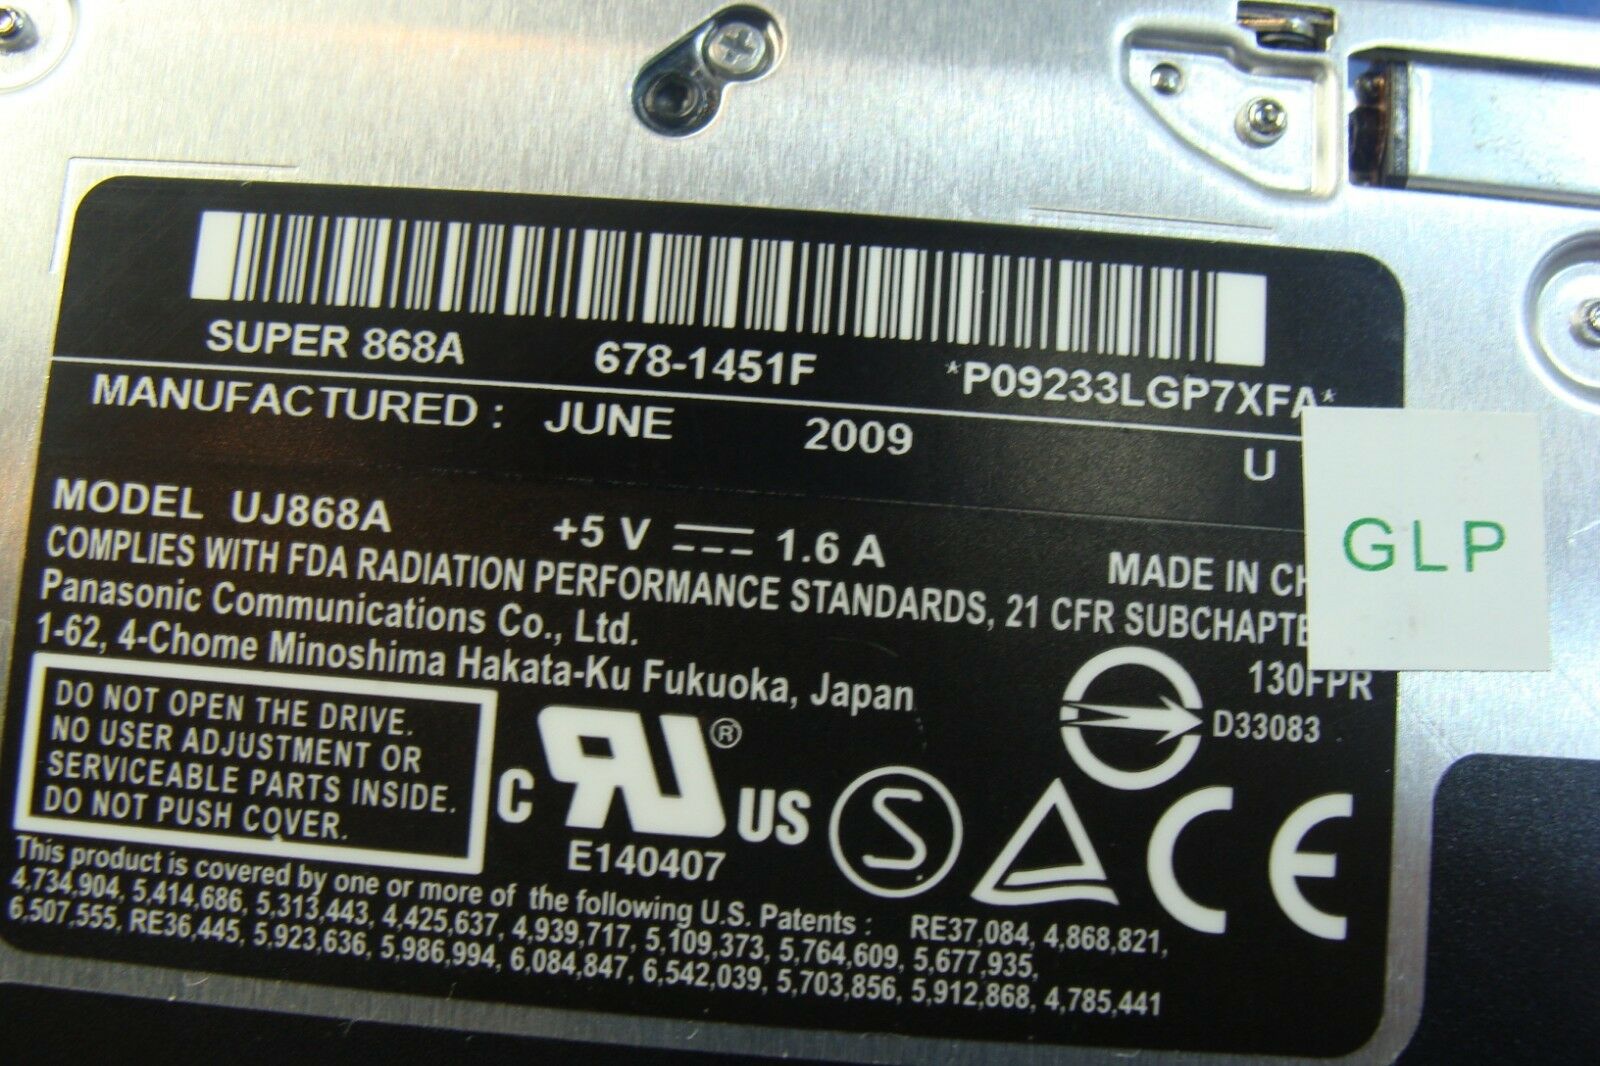 SUPER 868A 678-1451F *P09233LGP7XFA*
MANUFACTURED : JUNE 2009 U
MODEL UJ868A +5 V 1.6 A MADE IN CH
COMPLIES WITH FDA RADIATION PERFORMANCE STANDARDS, 21 CFR SUBCHAPTE
Panasonic Communications Co., Ltd.
1-62, 4-Chome Minoshima Hakata-Ku Fukuoka, Japan
GLP
130FPR
D33083
DO NOT OPEN THE DRIVE.
NO USER ADJUSTMENT OR
SERVICEABLE PARTS INSIDE.
DO NOT PUSH COVER.
C RU® US
E140407
S
CE
This product is covered by one or more of the following U.S. Patents : RE37,084, 4,868,821,
4,734,904, 5,414,686, 5,313,443, 4,425,637, 4,939,717, 5,109,373, 5,764,609, 5,677,935,
6,507,555, RE36,445, 5,923,636, 5,986,994, 6,084,847, 6,542,039, 5,703,856, 5,912,868, 4,785,441